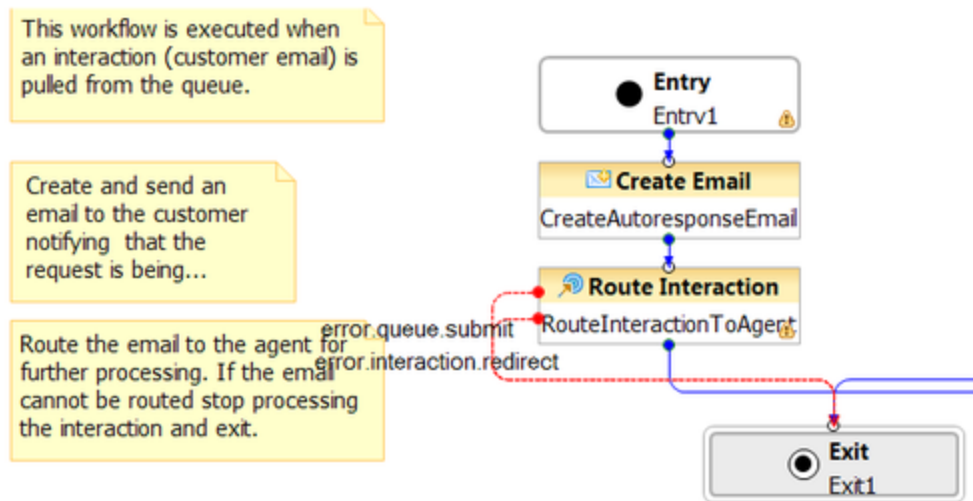 This workflow is executed when
an interaction (customer email) is
pulled from the queue.
Entry
Entry1
Create and send an
email to the customer
notifying that the
request is being...
Create Email
CreateAutoresponseEmail
Route Interaction
RouteInteractionToAgent
error.queue.submit
error.interaction.redirect
Route the email to the agent for
further processing. If the email
cannot be routed stop processing
the interaction and exit.
Exit
Exit1